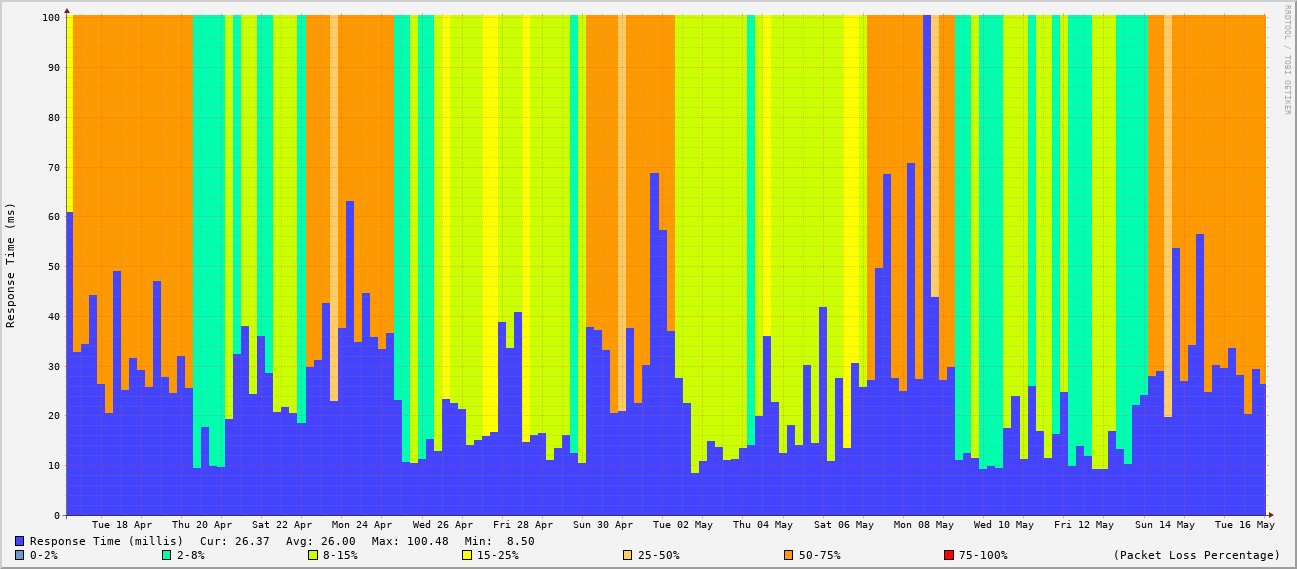 RRDTOOL / TOBI OETIKER
Response Time (ms)
100
90
80
70
60
50
40
30
20
10
0
Tue 18 Apr Thu 20 Apr Sat 22 Apr Mon 24 Apr Wed 26 Apr Fri 28 Apr Sun 30 Apr Tue 02 May Thu 04 May Sat 06 May Mon 08 May Wed 10 May Fri 12 May Sun 14 May Tue 16 May
Response Time (millis) Cur: 26.37 Avg: 26.00 Max: 100.48 Min: 8.50
0-2% 2-8% 8-15% 15-25% 25-50% 50-75% 75-100% (Packet Loss Percentage)